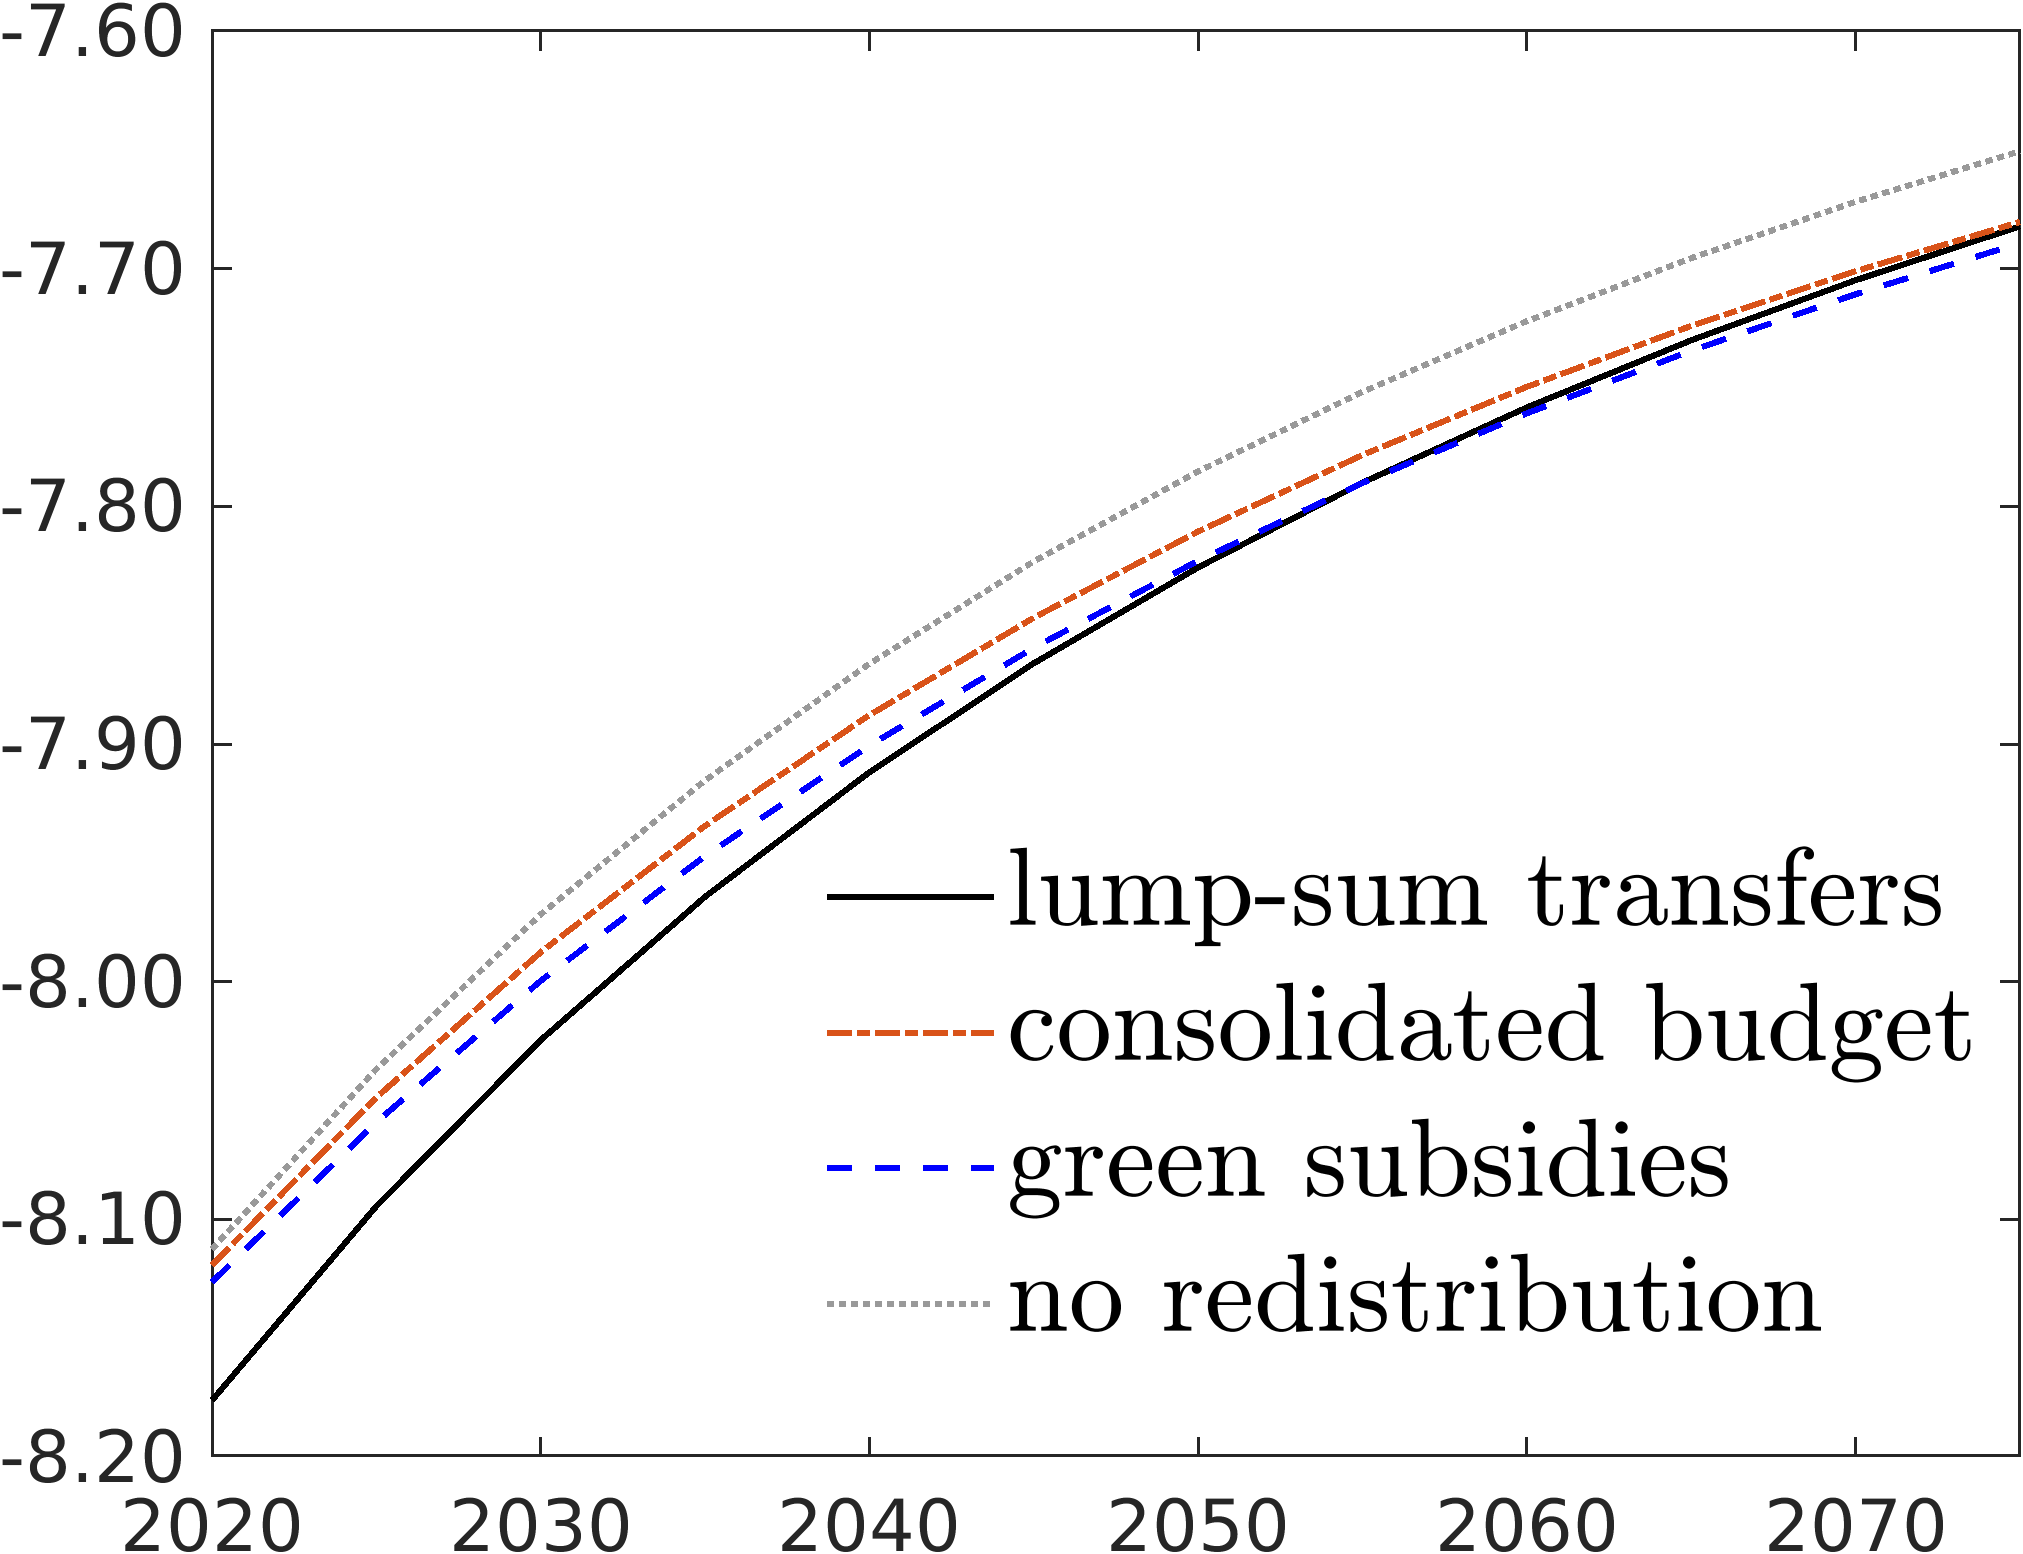 -7.60
-7.70
-7.80
-7.90
-8.00
-8.10
-8.20
lump-sum transfers
consolidated budget
green subsidies
no redistribution
2020 2030 2040 2050 2060 2070